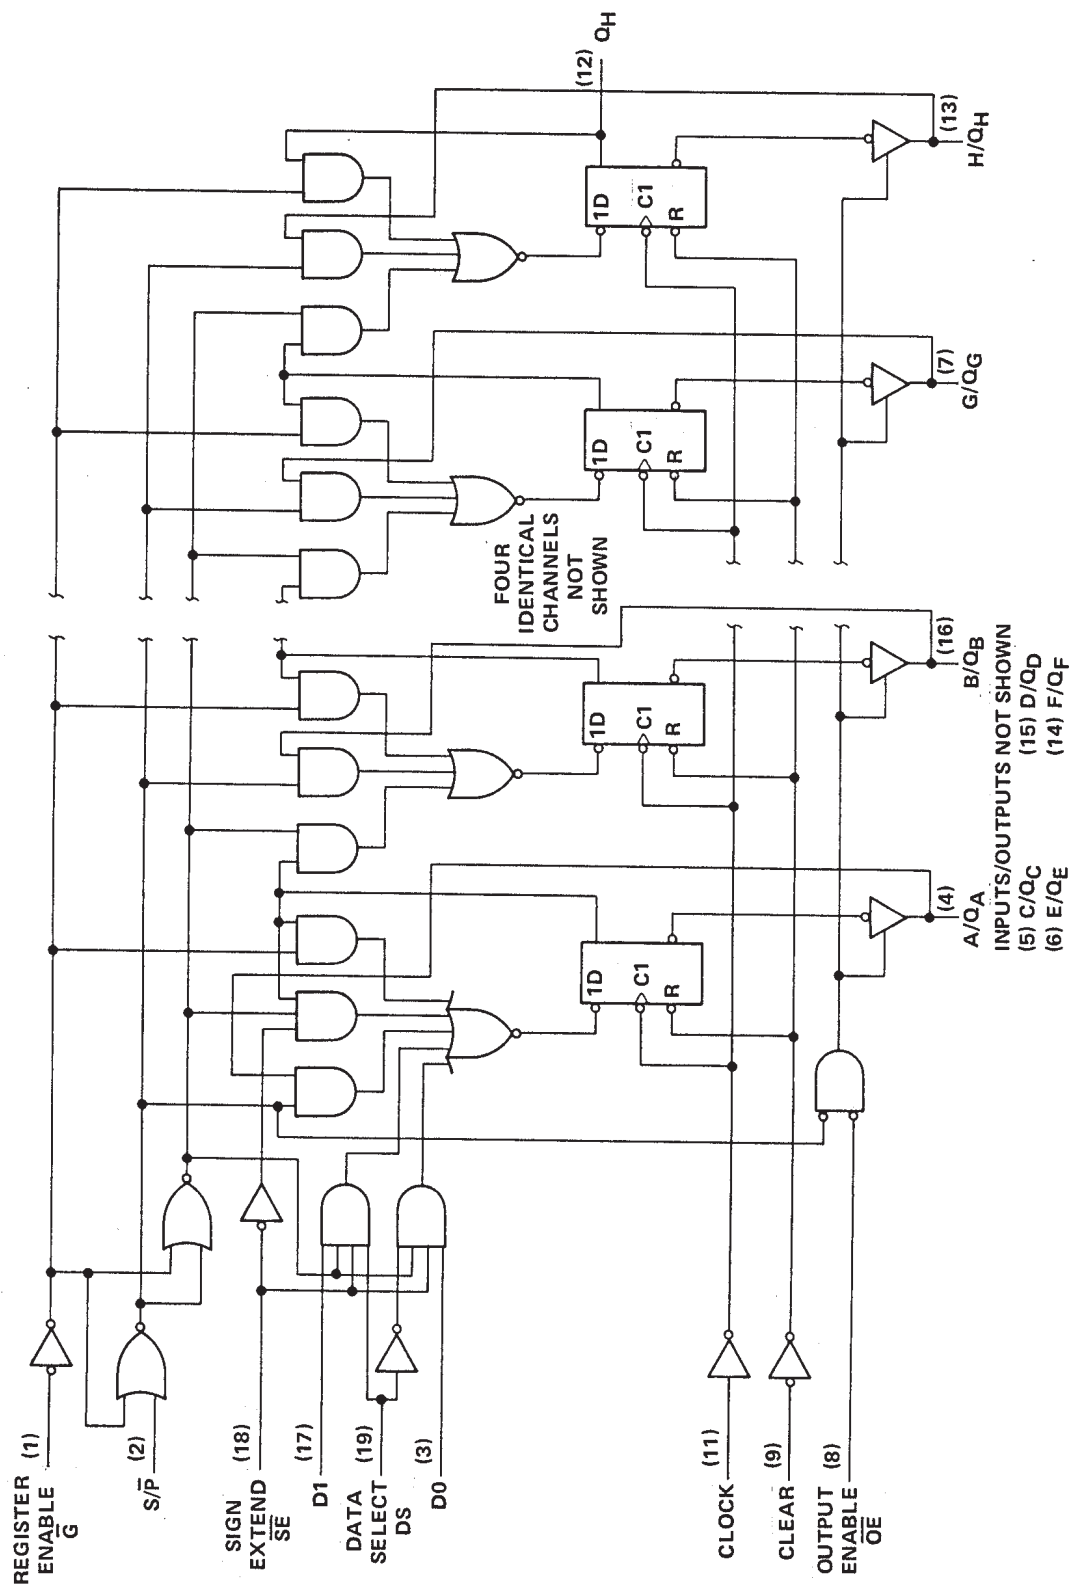 REGISTER
ENABLE
G̅
(1)
S/P̅
(2)
SIGN
EXTEND
S̅E̅
(18)
D1
(17)
DATA
SELECT
DS
(19)
D0
(3)
CLOCK
(11)
CLEAR
(9)
OUTPUT
ENABLE
O̅E̅
(8)
1D
C1
R
(4)
A/QA
1D
C1
R
(16)
B/QB
FOUR
IDENTICAL
CHANNELS
NOT
SHOWN
1D
C1
R
(7)
G/QG
1D
C1
R
(12)
QH
(13)
H/QH
INPUTS/OUTPUTS NOT SHOWN
(5) C/QC (15) D/QD
(6) E/QE (14) F/QF